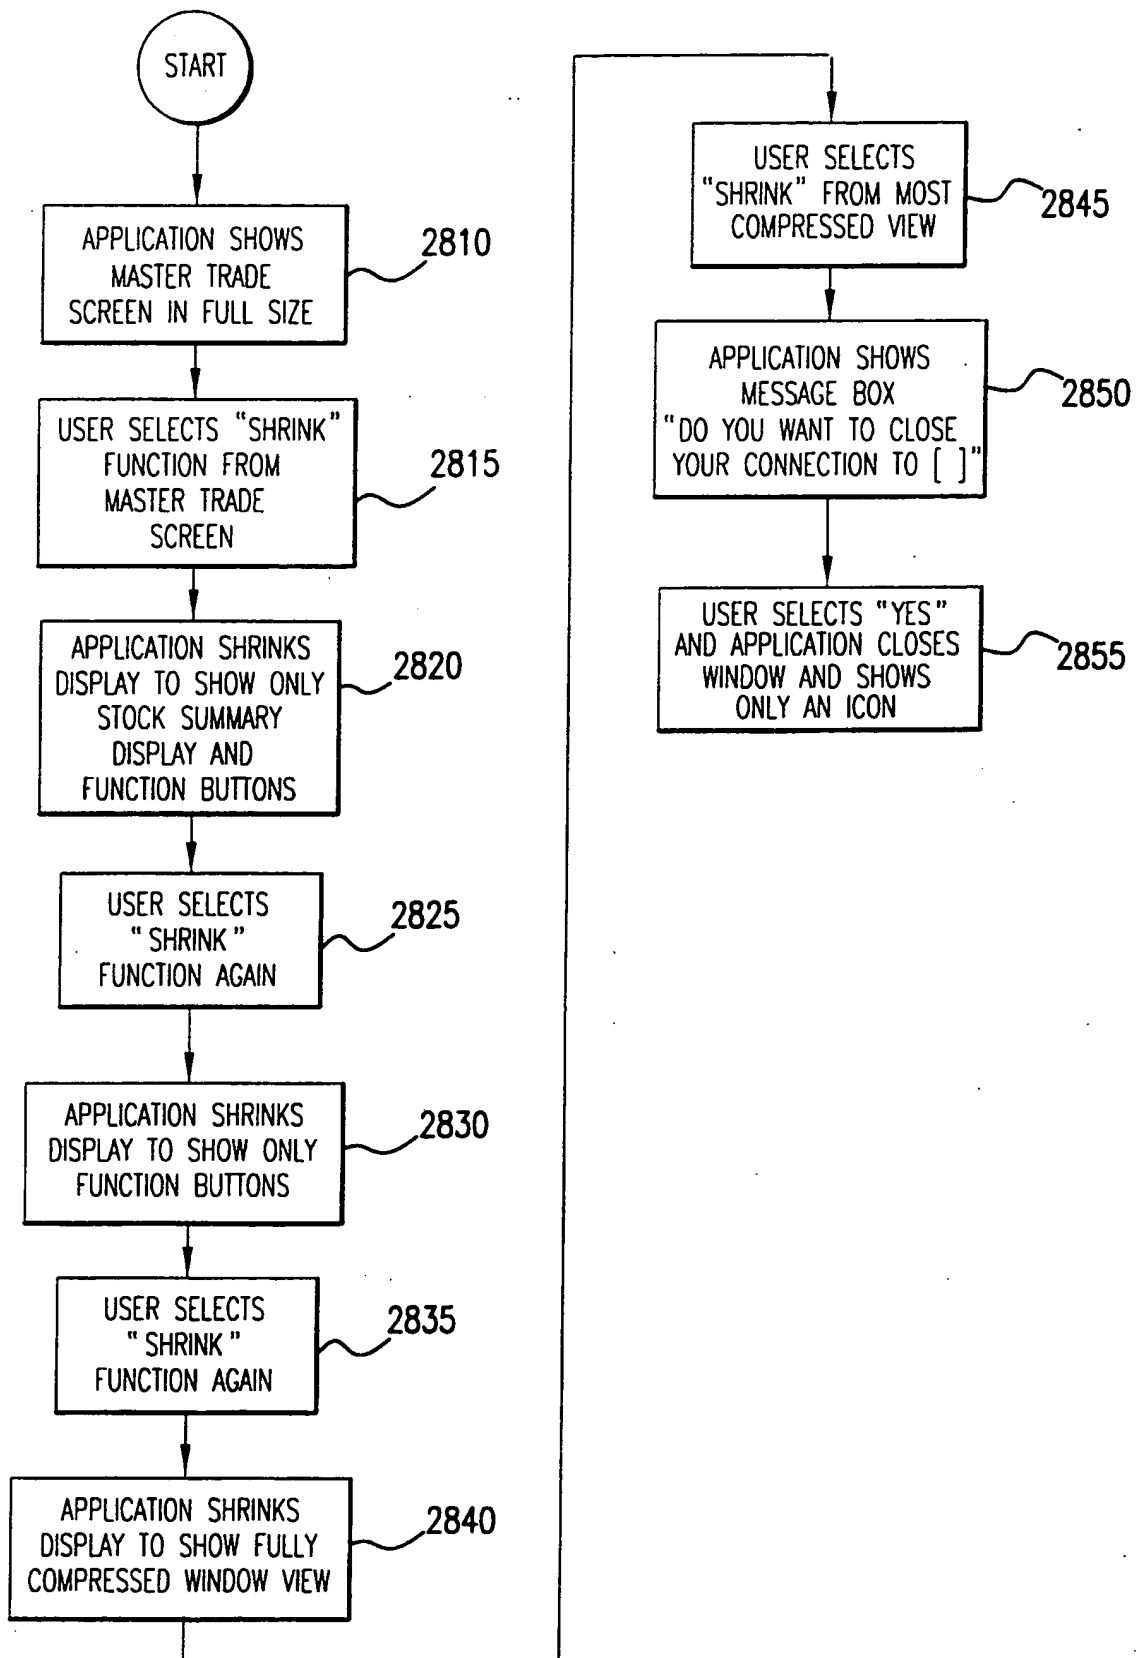 START
APPLICATION SHOWS
MASTER TRADE
SCREEN IN FULL SIZE
2810
USER SELECTS "SHRINK"
FUNCTION FROM
MASTER TRADE
SCREEN
2815
APPLICATION SHRINKS
DISPLAY TO SHOW ONLY
STOCK SUMMARY
DISPLAY AND
FUNCTION BUTTONS
2820
USER SELECTS
"SHRINK"
FUNCTION AGAIN
2825
APPLICATION SHRINKS
DISPLAY TO SHOW ONLY
FUNCTION BUTTONS
2830
USER SELECTS
"SHRINK"
FUNCTION AGAIN
2835
APPLICATION SHRINKS
DISPLAY TO SHOW FULLY
COMPRESSED WINDOW VIEW
2840
USER SELECTS
"SHRINK" FROM MOST
COMPRESSED VIEW
2845
APPLICATION SHOWS
MESSAGE BOX
"DO YOU WANT TO CLOSE
YOUR CONNECTION TO [ ]"
2850
USER SELECTS "YES"
AND APPLICATION CLOSES
WINDOW AND SHOWS
ONLY AN ICON
2855